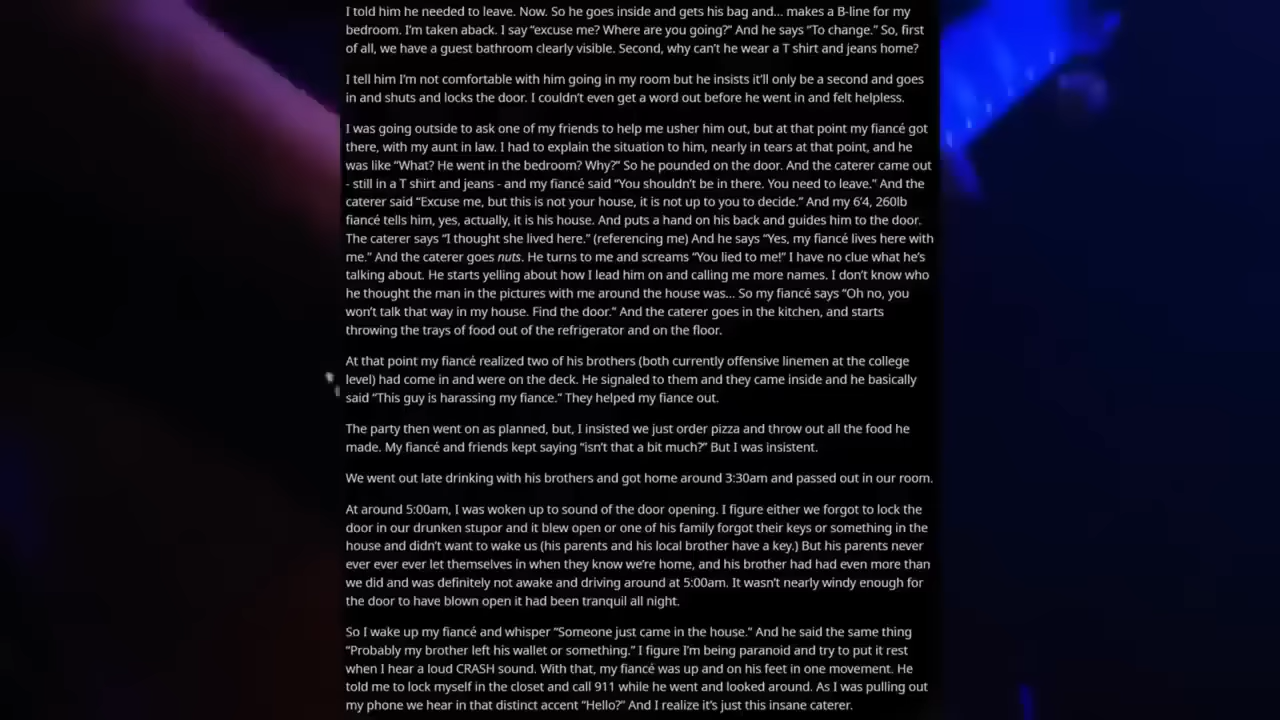 I told him he needed to leave. Now. So he goes inside and gets his bag and... makes a B-line for my
bedroom. I'm taken aback. I say “excuse me? Where are you going?” And he says “To change.” So, first
of all, we have a guest bathroom clearly visible. Second, why can't he wear a T shirt and jeans home?
I tell him I'm not comfortable with him going in my room but he insists it'll only be a second and goes
in and shuts and locks the door. I couldn't even get a word out before he went in and felt helpless.
I was going outside to ask one of my friends to help me usher him out, but at that point my fiancé got
there, with my aunt in law. I had to explain the situation to him, nearly in tears at that point, and he
was like “What? He went in the bedroom? Why?” So he pounded on the door. And the caterer came out
- still in a T shirt and jeans - and my fiancé said “You shouldn't be in there. You need to leave.” And the
caterer said “Excuse me, but this is not your house, it is not up to you to decide.” And my 6'4, 260lb
fiancé tells him, yes, actually, it is his house. And puts a hand on his back and guides him to the door.
The caterer says “I thought she lived here.” (referencing me) And he says “Yes, my fiancé lives here with
me.” And the caterer goes nuts. He turns to me and screams “You lied to me!” I have no clue what he's
talking about. He starts yelling about how I lead him on and calling me more names. I don't know who
he thought the man in the pictures with me around the house was... So my fiancé says “Oh no, you
won't talk that way in my house. Find the door.” And the caterer goes in the kitchen, and starts
throwing the trays of food out of the refrigerator and on the floor.
At that point my fiancé realized two of his brothers (both currently offensive linemen at the college
level) had come in and were on the deck. He signaled to them and they came inside and he basically
said “This guy is harassing my fiance.” They helped my fiance out.
The party then went on as planned, but, I insisted we just order pizza and throw out all the food he
made. My fiancé and friends kept saying “isn't that a bit much?” But I was insistent.
We went out late drinking with his brothers and got home around 3:30am and passed out in our room.
At around 5:00am, I was woken up to sound of the door opening. I figure either we forgot to lock the
door in our drunken stupor and it blew open or one of his family forgot their keys or something in the
house and didn't want to wake us (his parents and his local brother have a key.) But his parents never
ever ever ever let themselves in when they know we're home, and his brother had had even more than
we did and was definitely not awake and driving around at 5:00am. It wasn't nearly windy enough for
the door to have blown open it had been tranquil all night.
So I wake up my fiancé and whisper “Someone just came in the house.” And he said the same thing
“Probably my brother left his wallet or something.” I figure I'm being paranoid and try to put it rest
when I hear a loud CRASH sound. With that, my fiancé was up and on his feet in one movement. He
told me to lock myself in the closet and call 911 while he went and looked around. As I was pulling out
my phone we hear in that distinct accent “Hello?” And I realize it's just this insane caterer.